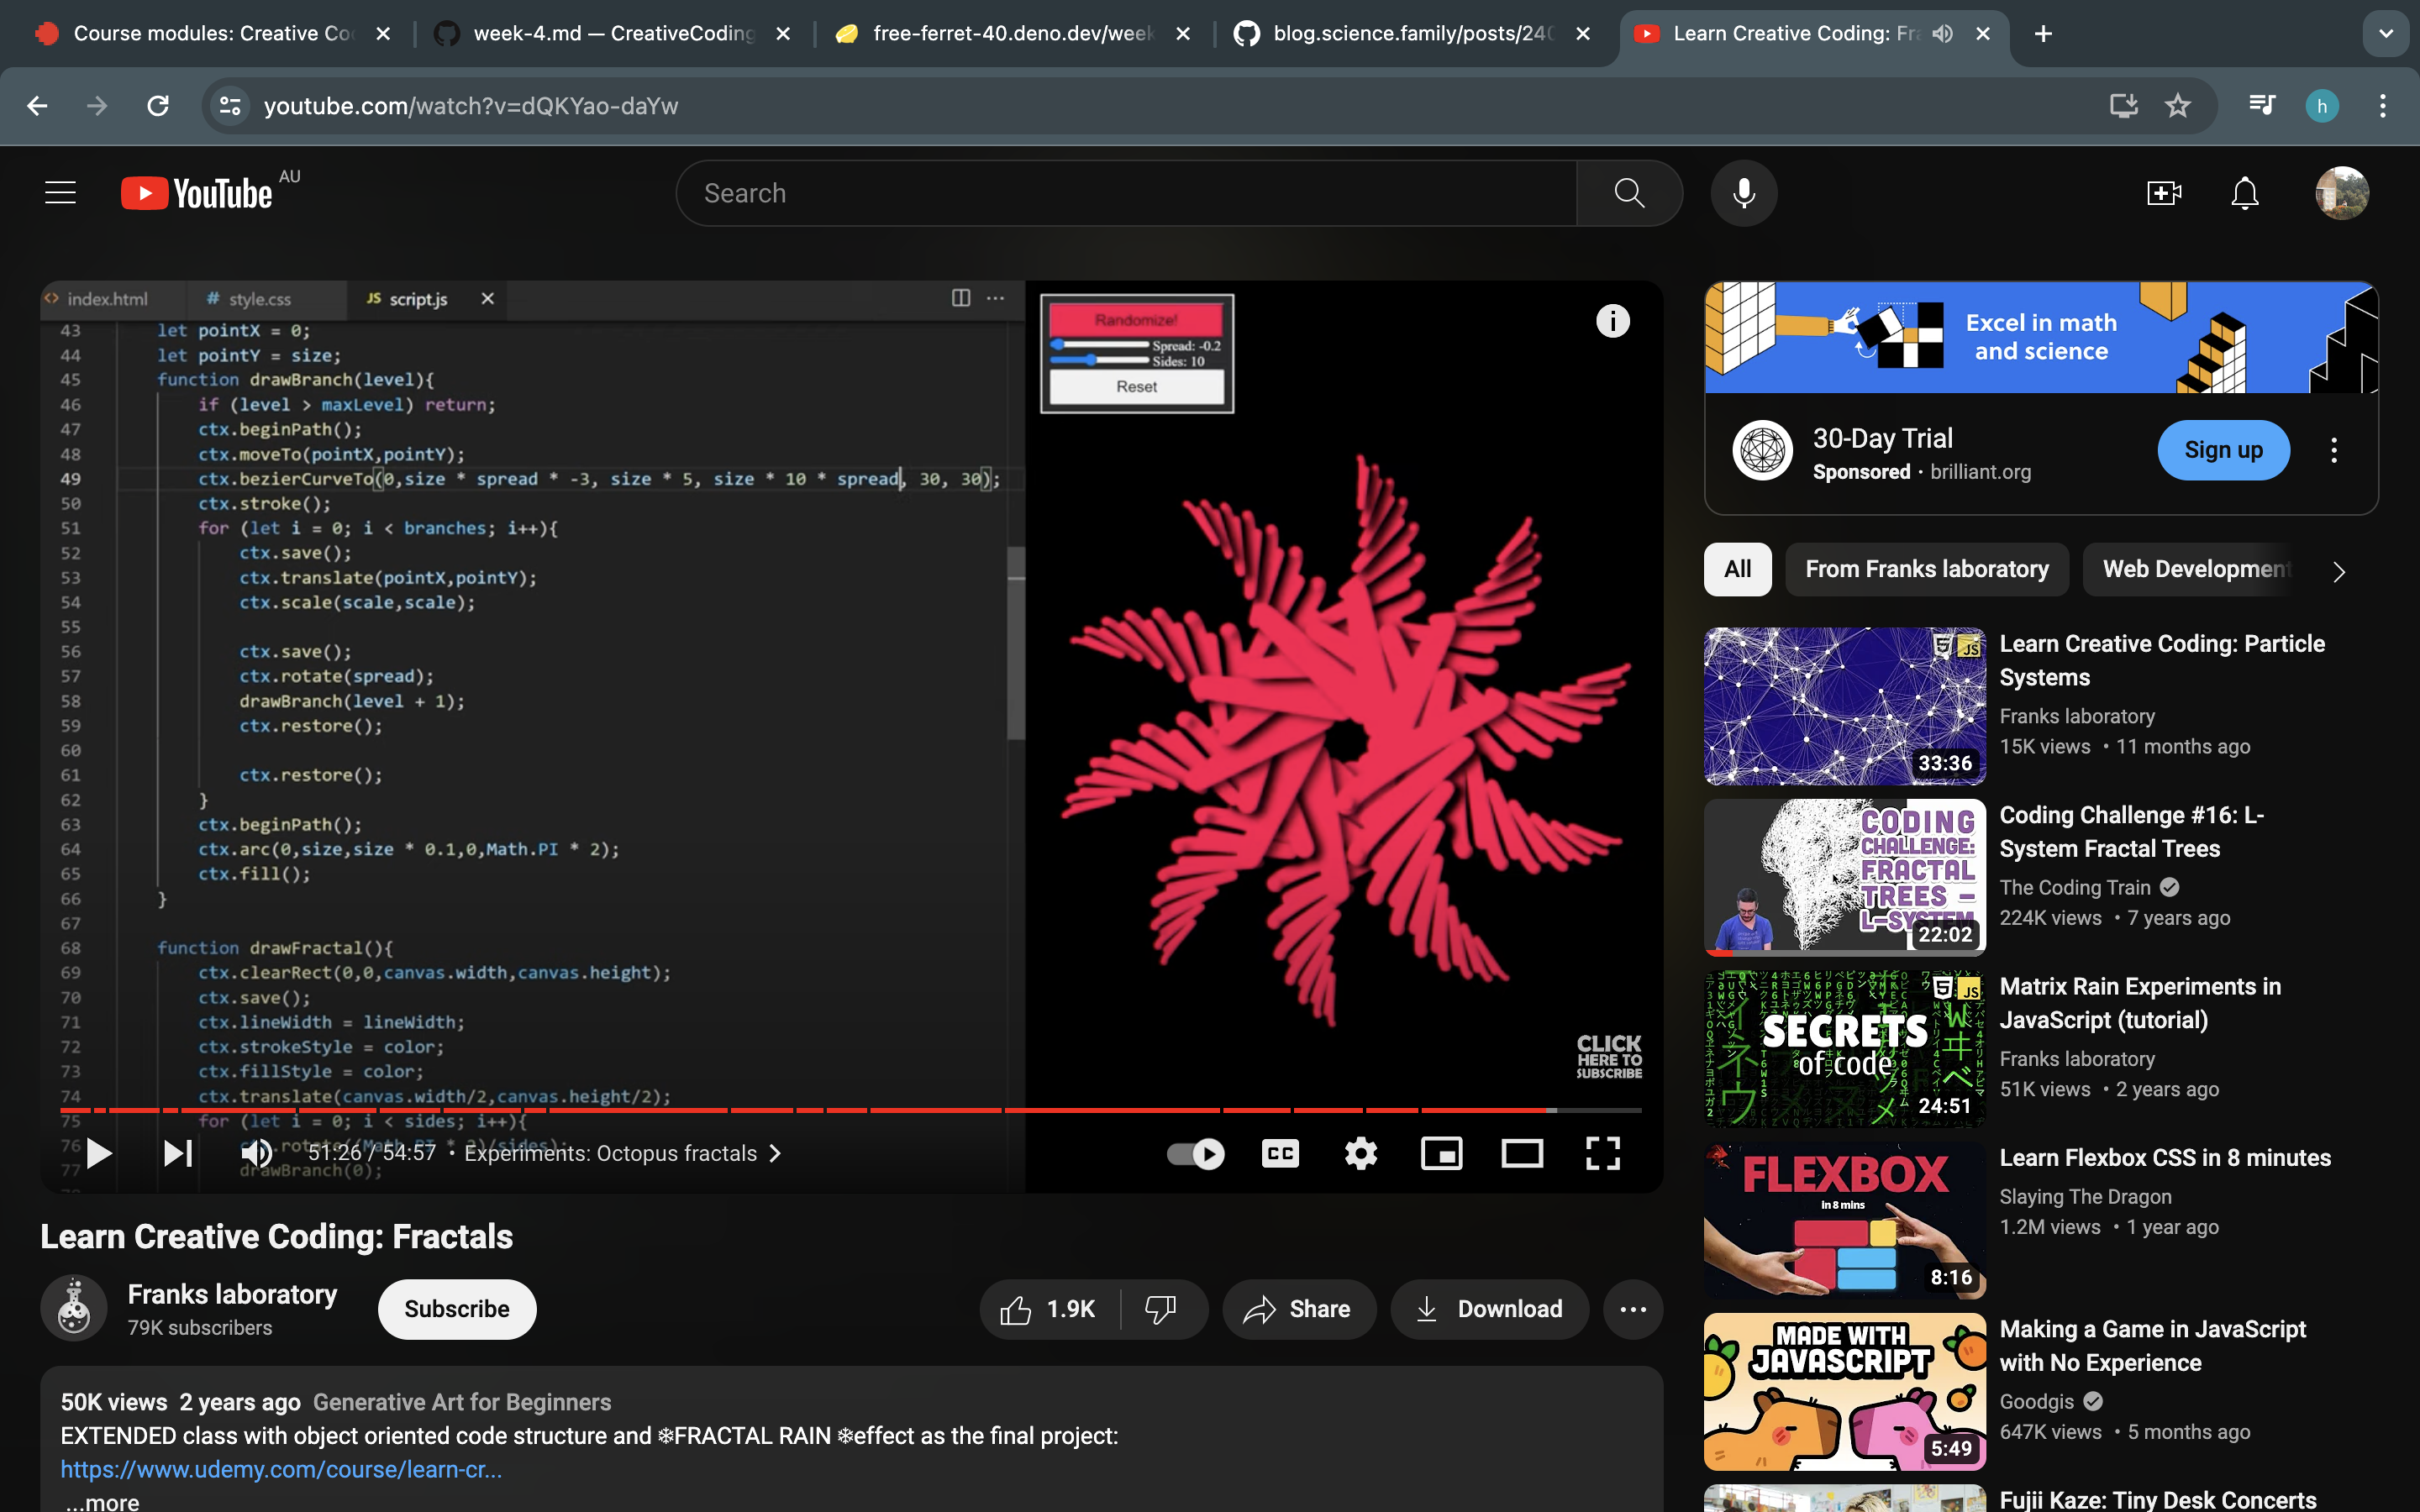 Course modules: Creative Co
week-4.md — CreativeCoding
free-ferret-40.deno.dev/week
blog.science.family/posts/240
Learn Creative Coding: Fra
youtube.com/watch?v=dQKYao-daYw
h
YouTube AU
Search
index.html
# style.css
JS script.js
43 let pointX = 0;
44 let pointY = size;
45 function drawBranch(level){
46 if (level > maxLevel) return;
47 ctx.beginPath();
48 ctx.moveTo(pointX,pointY);
49 ctx.bezierCurveTo(0,size * spread * -3, size * 5, size * 10 * spread, 30, 30);
50 ctx.stroke();
51 for (let i = 0; i < branches; i++){
52 ctx.save();
53 ctx.translate(pointX,pointY);
54 ctx.scale(scale,scale);
55
56 ctx.save();
57 ctx.rotate(spread);
58 drawBranch(level + 1);
59 ctx.restore();
60
61 ctx.restore();
62 }
63 ctx.beginPath();
64 ctx.arc(0,size,size * 0.1,0,Math.PI * 2);
65 ctx.fill();
66 }
67
68 function drawFractal(){
69 ctx.clearRect(0,0,canvas.width,canvas.height);
70 ctx.save();
71 ctx.lineWidth = lineWidth;
72 ctx.strokeStyle = color;
73 ctx.fillStyle = color;
74 ctx.translate(canvas.width/2,canvas.height/2);
75 for (let i = 0; i < sides; i++){
76 ctx.rotate((Math.PI * 2)/sides);
77 drawBranch(0);
Randomize!
Spread: -0.2
Sides: 10
Reset
CLICK
HERE TO
SUBSCRIBE
51:26 / 54:57 • Experiments: Octopus fractals
CC
Learn Creative Coding: Fractals
Franks laboratory
79K subscribers
Subscribe
1.9K
Share
Download
50K views 2 years ago Generative Art for Beginners
EXTENDED class with object oriented code structure and ❄FRACTAL RAIN ❄effect as the final project:
https://www.udemy.com/course/learn-cr...
...more
Excel in math
and science
30-Day Trial
Sponsored • brilliant.org
Sign up
All
From Franks laboratory
Web Development
5 JS
33:36
Learn Creative Coding: Particle
Systems
Franks laboratory
15K views • 11 months ago
CODING
CHALLENGE:
FRACTAL
TREES –
L-SYSTEM
22:02
Coding Challenge #16: L-
System Fractal Trees
The Coding Train
224K views • 7 years ago
5 JS
SECRETS
of code
24:51
Matrix Rain Experiments in
JavaScript (tutorial)
Franks laboratory
51K views • 2 years ago
FLEXBOX
in 8 mins
8:16
Learn Flexbox CSS in 8 minutes
Slaying The Dragon
1.2M views • 1 year ago
MADE WITH
JAVASCRIPT
5:49
Making a Game in JavaScript
with No Experience
Goodgis
647K views • 5 months ago
Fujii Kaze: Tiny Desk Concerts